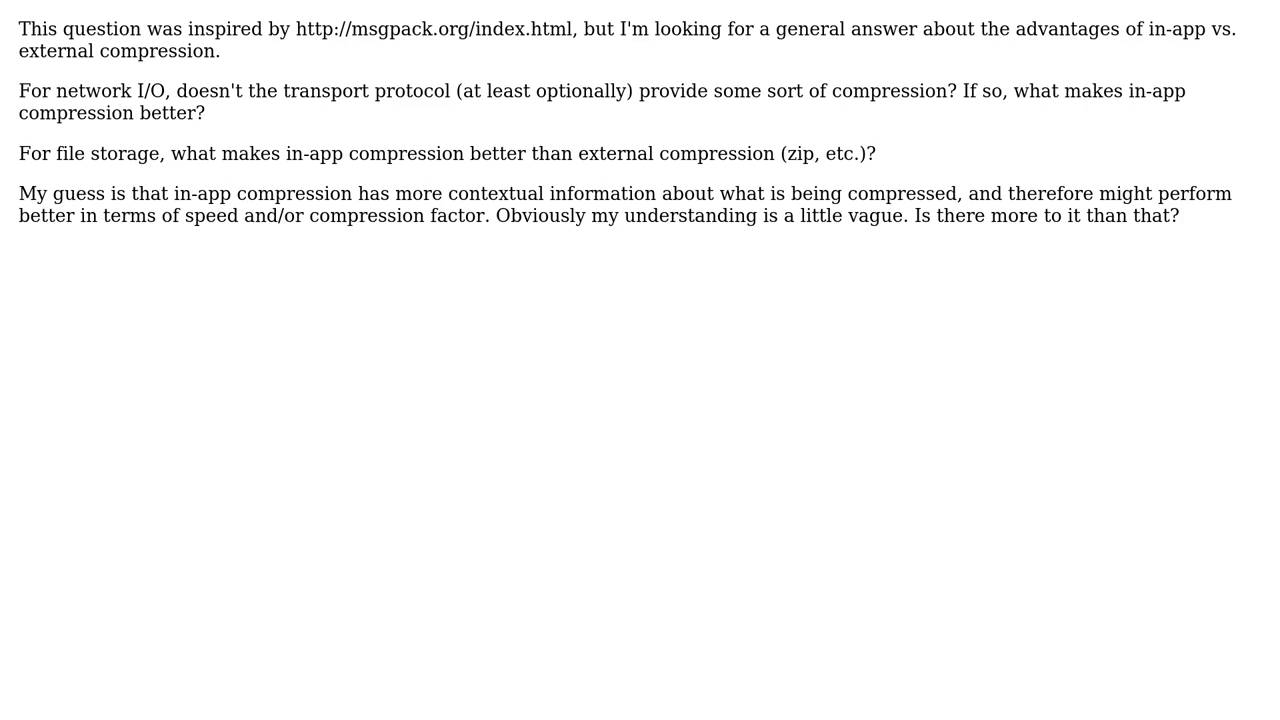 This question was inspired by http://msgpack.org/index.html, but I'm looking for a general answer about the advantages of in-app vs.
external compression.
For network I/O, doesn't the transport protocol (at least optionally) provide some sort of compression? If so, what makes in-app
compression better?
For file storage, what makes in-app compression better than external compression (zip, etc.)?
My guess is that in-app compression has more contextual information about what is being compressed, and therefore might perform
better in terms of speed and/or compression factor. Obviously my understanding is a little vague. Is there more to it than that?